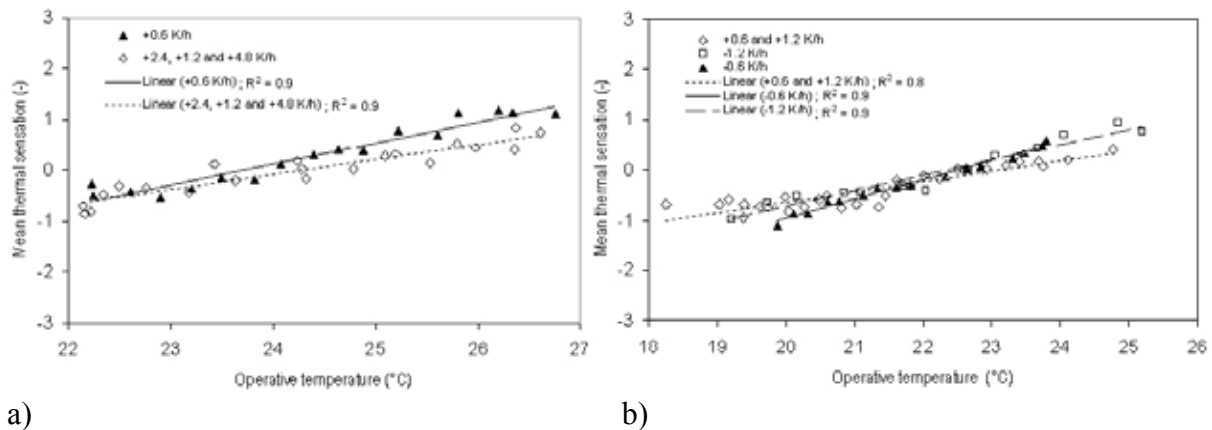 3
2
1
0
-1
-2
-3
Mean thermal sensation (-)
+0.6 K/h
+2.4, +1.2 and +4.8 K/h
Linear (+0.6 K/h) ; R² = 0.9
Linear (+2.4, +1.2 and +4.8 K/h) ; R² = 0.9
22 23 24 25 26 27
Operative temperature (°C)
a)
3
2
1
0
-1
-2
-3
Mean thermal sensation (-)
+0.6 and +1.2 K/h
-1.2 K/h
-0.6 K/h
Linear (+0.6 and +1.2 K/h) ; R² = 0.8
Linear (-0.6 K/h) ; R² = 0.9
Linear (-1.2 K/h) ; R² = 0.9
18 19 20 21 22 23 24 25 26
Operative temperature (°C)
b)